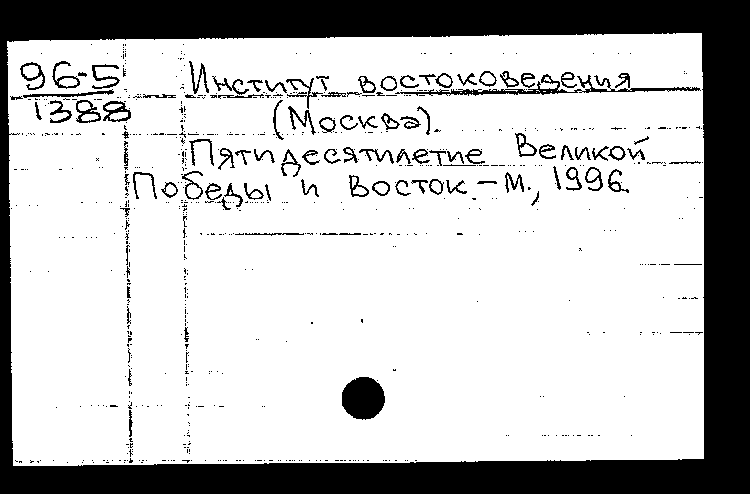 96-5
1388
Институт востоковедения
(Москва).
Пятидесятилетие Великой
Победы и Восток.-М., 1996.